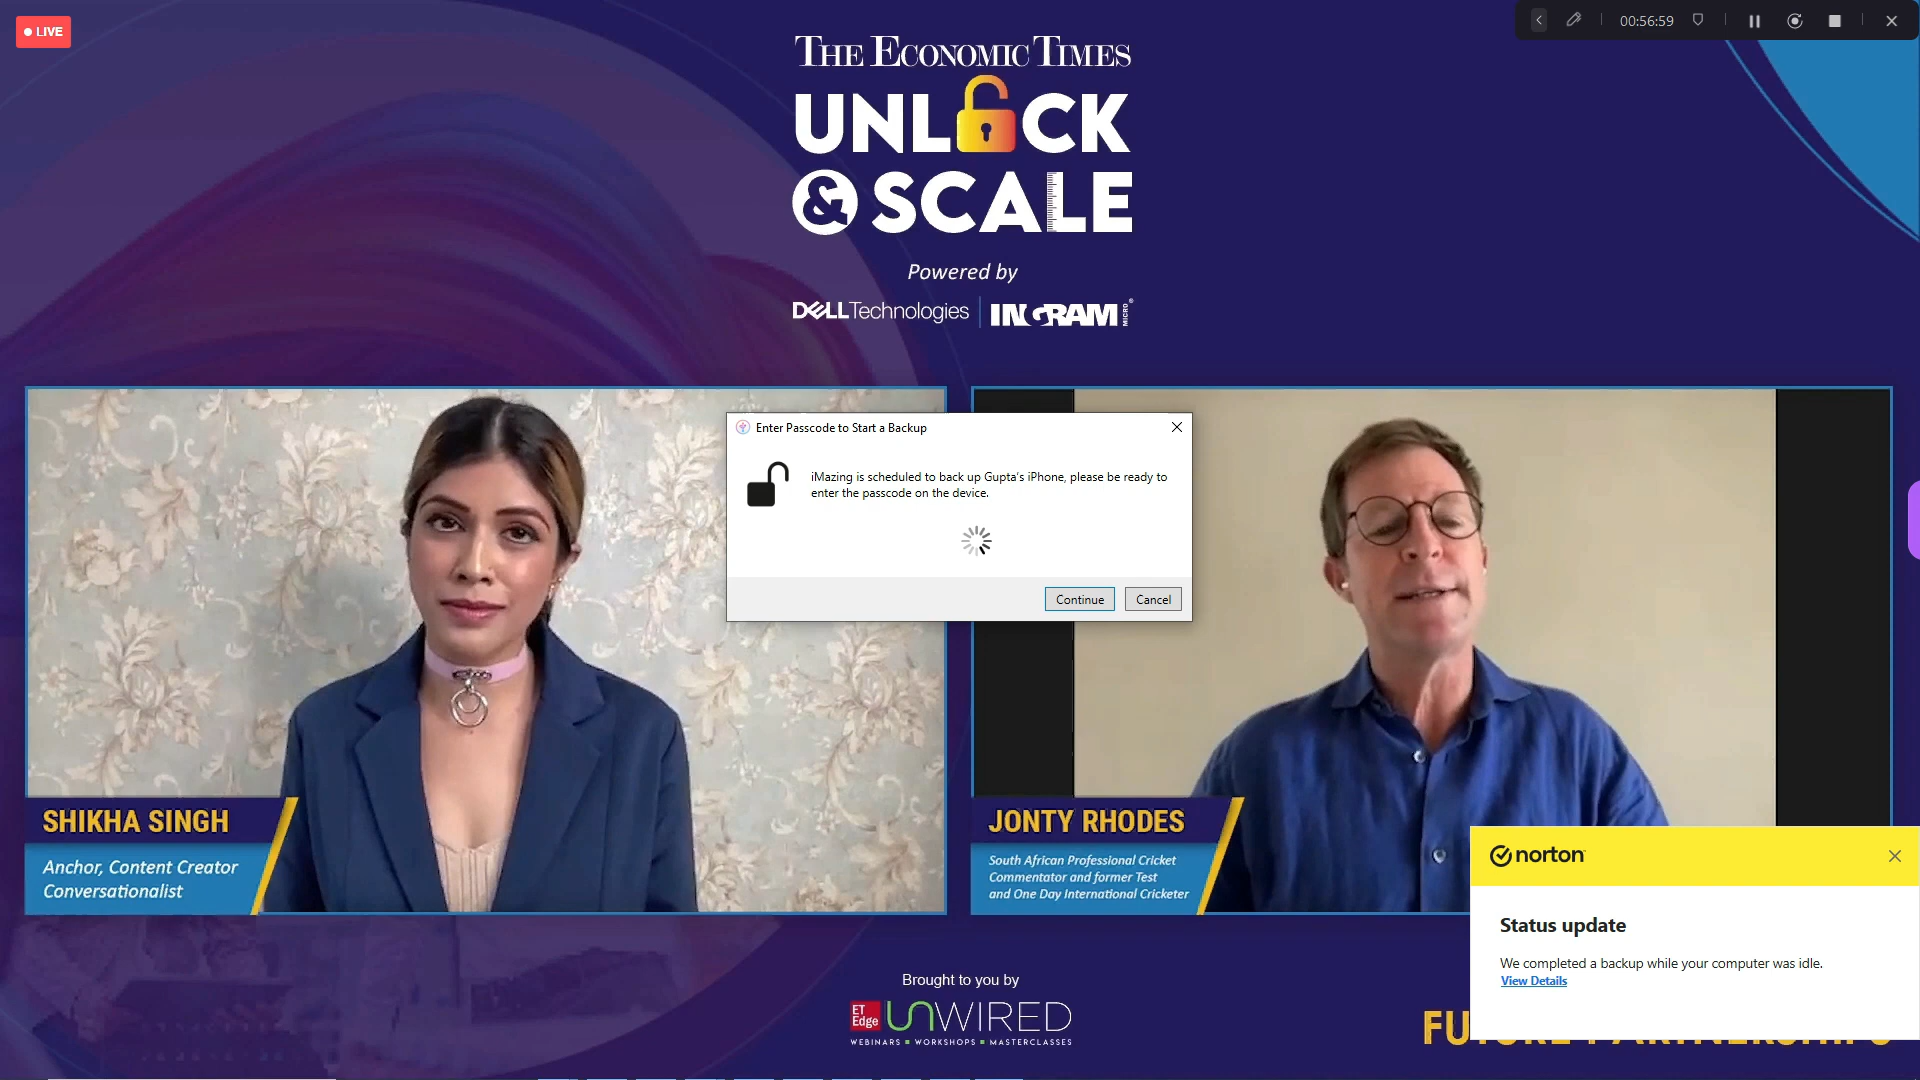 LIVE
00:56:59
THE ECONOMIC TIMES
UNLOCK
& SCALE
Powered by
DELLTechnologies | INGRAM MICRO®
Enter Passcode to Start a Backup
iMazing is scheduled to back up Gupta's iPhone, please be ready to
enter the passcode on the device.
Continue Cancel
SHIKHA SINGH
Anchor, Content Creator
Conversationalist
JONTY RHODES
South African Professional Cricket
Commentator and former Test
and One Day International Cricketer
norton
Status update
We completed a backup while your computer was idle.
View Details
Brought to you by
ET Edge UNWIRED
WEBINARS ▪ WORKSHOPS ▪ MASTERCLASSES